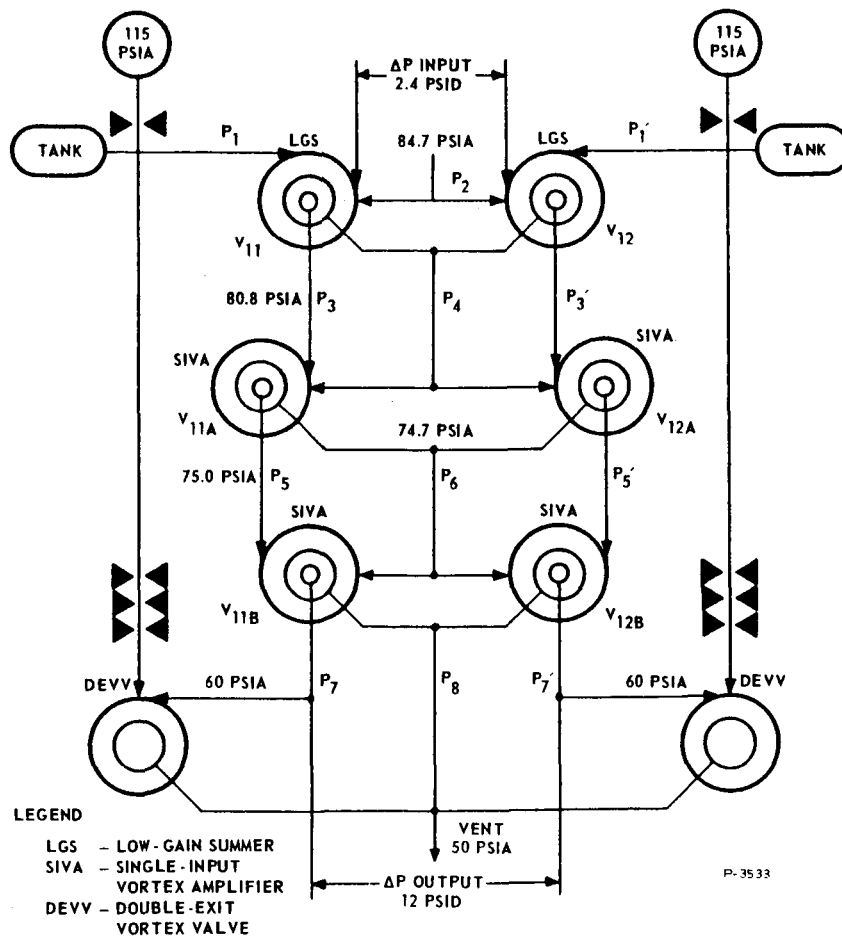 115
PSIA
115
PSIA
ΔP INPUT
2.4 PSID
TANK
P1
LGS
84.7 PSIA
LGS
P1′
TANK
P2
V11
V12
80.8 PSIA
P3
P4
P3′
SIVA
SIVA
V11A
74.7 PSIA
V12A
75.0 PSIA
P5
P6
P5′
SIVA
SIVA
V11B
V12B
DEVV
60 PSIA
P7
P8
P7′
60 PSIA
DEVV
LEGEND
LGS – LOW-GAIN SUMMER
SIVA – SINGLE-INPUT
VORTEX AMPLIFIER
DEVV – DOUBLE-EXIT
VORTEX VALVE
VENT
50 PSIA
ΔP OUTPUT
12 PSID
P-3533